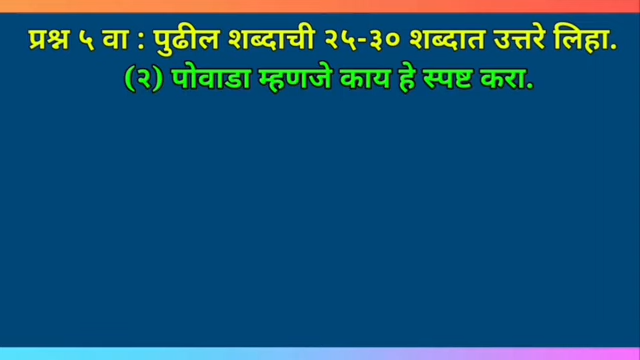 प्रश्न ५ वा : पुढील शब्दाची २५-३० शब्दात उत्तरे लिहा.
(२) पोवाडा म्हणजे काय हे स्पष्ट करा.